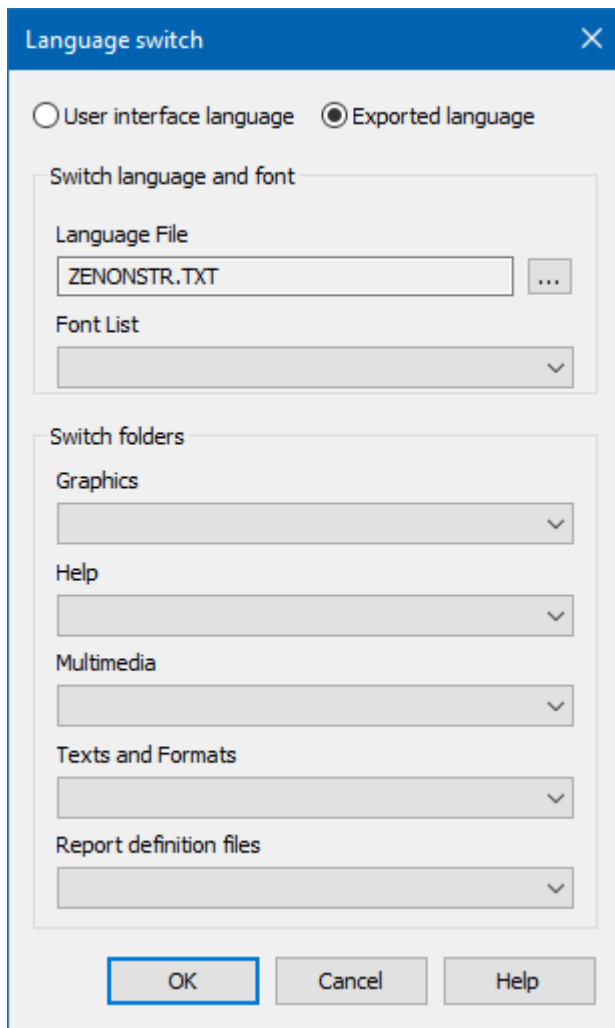 Language switch
User interface language Exported language
Switch language and font
Language File
ZENONSTR.TXT ...
Font List
Switch folders
Graphics
Help
Multimedia
Texts and Formats
Report definition files
OK Cancel Help